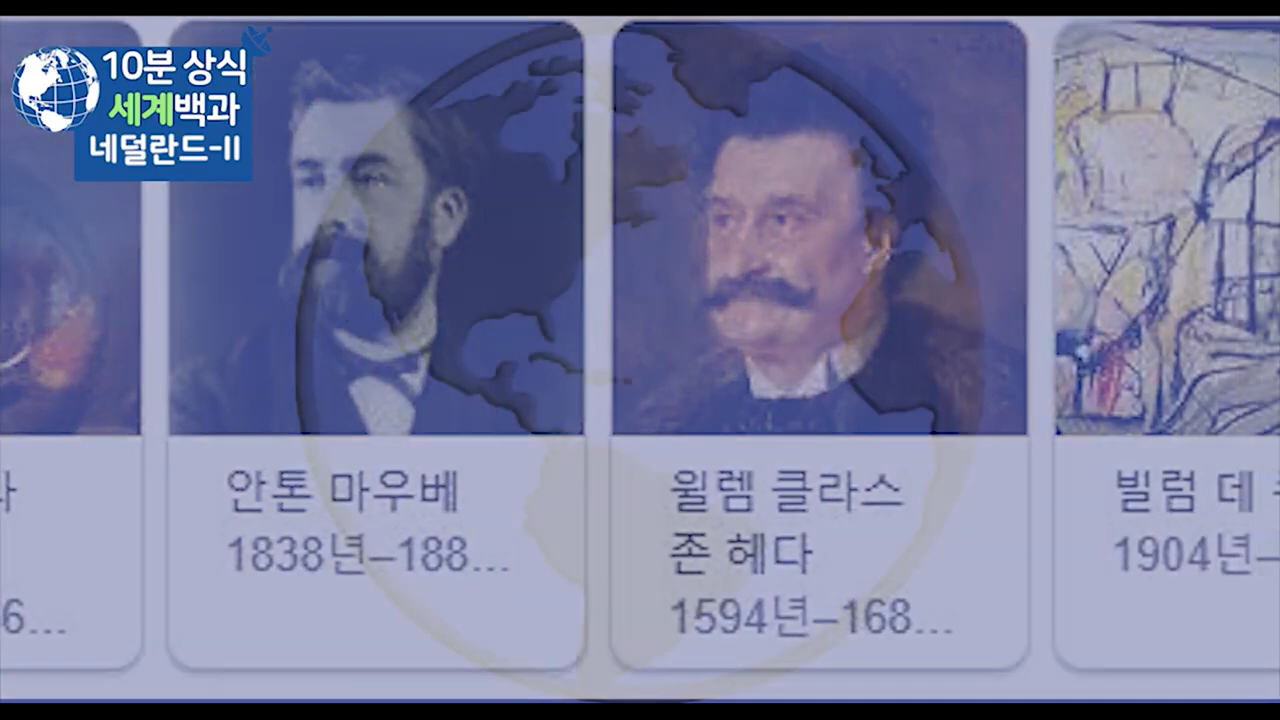 10분 상식
세계백과
네덜란드-II
안톤 마우베
1838년–188...
윌렘 클라스
존 헤다
1594년–168...
빌럼 데
1904년–
6...